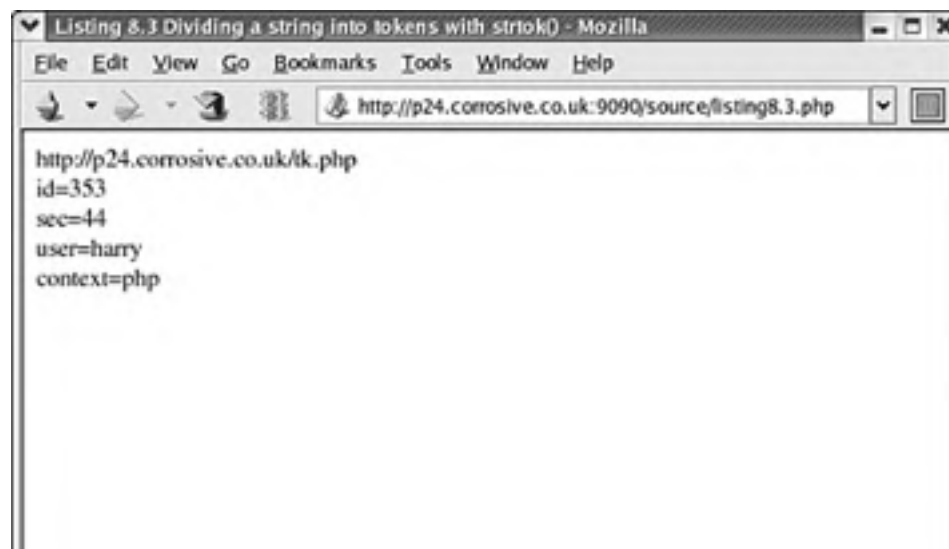 Listing 8.3 Dividing a string into tokens with strtok() - Mozilla
File Edit View Go Bookmarks Tools Window Help
http://p24.corrosive.co.uk:9090/source/listing8.3.php
http://p24.corrosive.co.uk/tk.php
id=353
sec=44
user=harry
context=php